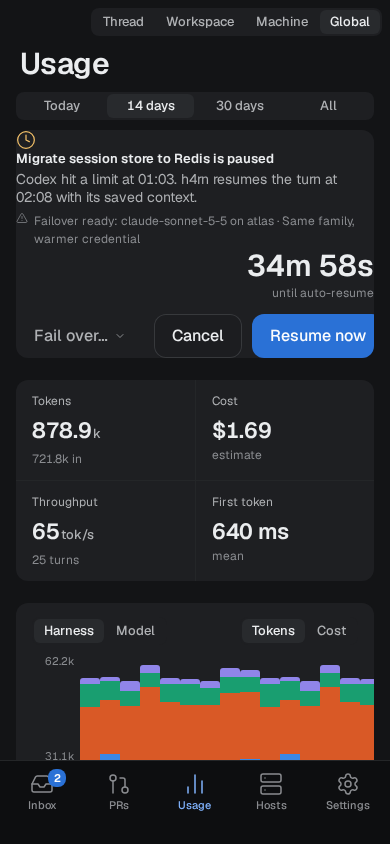 Thread Workspace Machine Global
Usage
Today 14 days 30 days All
Migrate session store to Redis is paused
Codex hit a limit at 01:03. h4m resumes the turn at
02:08 with its saved context.
Failover ready: claude-sonnet-5-5 on atlas · Same family,
warmer credential
34m 58s
until auto-resume
Fail over... Cancel Resume now
Tokens Cost
878.9k $1.69
721.8k in estimate
Throughput First token
65 tok/s 640 ms
25 turns mean
Harness Model Tokens Cost
62.2k
31.1k
2
Inbox PRs Usage Hosts Settings